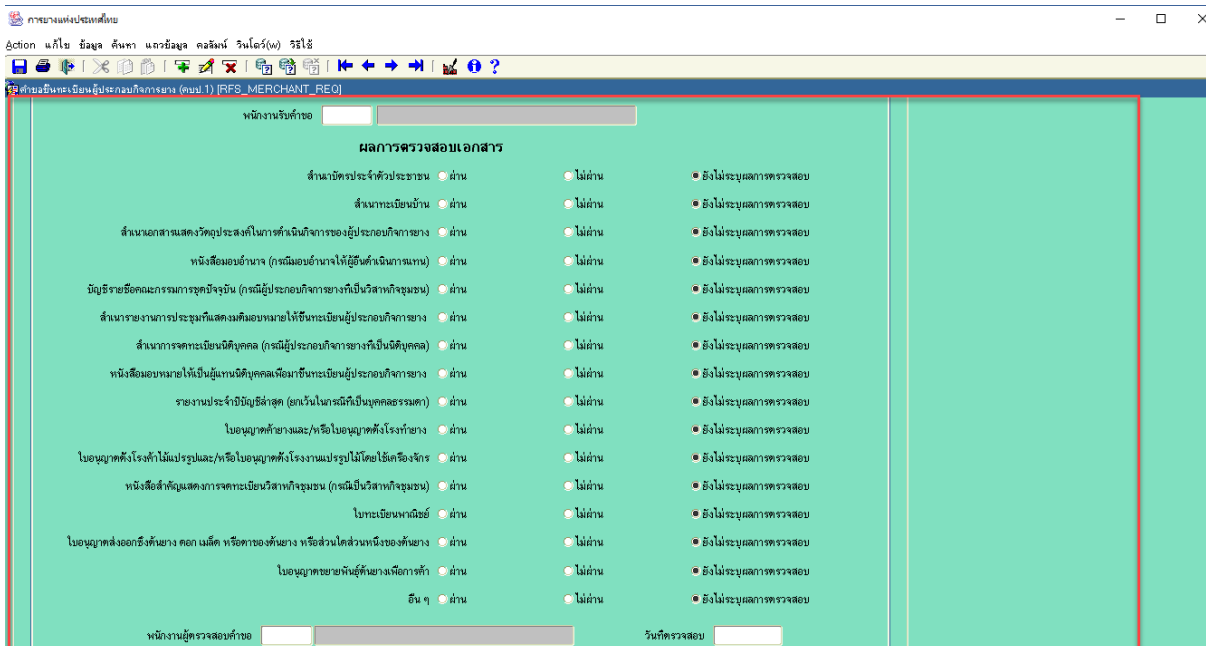 การยางแห่งประเทศไทย
Action แก้ไข ข้อมูล ค้นหา แถวข้อมูล คอลัมน์ วินโดว์(w) วิธีใช้
คำขอขึ้นทะเบียนผู้ประกอบกิจการยาง (คบป.1) [RFS_MERCHANT_REQ]
พนักงานรับคำขอ
ผลการตรวจสอบเอกสาร
สำเนาบัตรประจำตัวประชาชน ผ่าน ไม่ผ่าน ยังไม่ระบุผลการตรวจสอบ
สำเนาทะเบียนบ้าน ผ่าน ไม่ผ่าน ยังไม่ระบุผลการตรวจสอบ
สำเนาเอกสารแสดงวัตถุประสงค์ในการดำเนินกิจการของผู้ประกอบกิจการยาง ผ่าน ไม่ผ่าน ยังไม่ระบุผลการตรวจสอบ
หนังสือมอบอำนาจ (กรณีมอบอำนาจให้ผู้อื่นดำเนินการแทน) ผ่าน ไม่ผ่าน ยังไม่ระบุผลการตรวจสอบ
บัญชีรายชื่อคณะกรรมการชุดปัจจุบัน (กรณีผู้ประกอบกิจการยางที่เป็นวิสาหกิจชุมชน) ผ่าน ไม่ผ่าน ยังไม่ระบุผลการตรวจสอบ
สำเนารายงานการประชุมที่แสดงมติมอบหมายให้ขึ้นทะเบียนผู้ประกอบกิจการยาง ผ่าน ไม่ผ่าน ยังไม่ระบุผลการตรวจสอบ
สำเนาการจดทะเบียนนิติบุคคล (กรณีผู้ประกอบกิจการยางที่เป็นนิติบุคคล) ผ่าน ไม่ผ่าน ยังไม่ระบุผลการตรวจสอบ
หนังสือมอบหมายให้เป็นผู้แทนนิติบุคคลเพื่อมาขึ้นทะเบียนผู้ประกอบกิจการยาง ผ่าน ไม่ผ่าน ยังไม่ระบุผลการตรวจสอบ
รายงานประจำปีบัญชีล่าสุด (ยกเว้นในกรณีที่เป็นบุคคลธรรมดา) ผ่าน ไม่ผ่าน ยังไม่ระบุผลการตรวจสอบ
ใบอนุญาตค้ายางและ/หรือใบอนุญาตตั้งโรงทำยาง ผ่าน ไม่ผ่าน ยังไม่ระบุผลการตรวจสอบ
ใบอนุญาตตั้งโรงค้าไม้แปรรูปและ/หรือใบอนุญาตตั้งโรงงานแปรรูปไม้โดยใช้เครื่องจักร ผ่าน ไม่ผ่าน ยังไม่ระบุผลการตรวจสอบ
หนังสือสำคัญแสดงการจดทะเบียนวิสาหกิจชุมชน (กรณีเป็นวิสาหกิจชุมชน) ผ่าน ไม่ผ่าน ยังไม่ระบุผลการตรวจสอบ
ใบทะเบียนพาณิชย์ ผ่าน ไม่ผ่าน ยังไม่ระบุผลการตรวจสอบ
ใบอนุญาตส่งออกซึ่งต้นยาง ดอก เมล็ด หรือตาของต้นยาง หรือส่วนใดส่วนหนึ่งของต้นยาง ผ่าน ไม่ผ่าน ยังไม่ระบุผลการตรวจสอบ
ใบอนุญาตขยายพันธุ์ต้นยางเพื่อการค้า ผ่าน ไม่ผ่าน ยังไม่ระบุผลการตรวจสอบ
อื่น ๆ ผ่าน ไม่ผ่าน ยังไม่ระบุผลการตรวจสอบ
พนักงานผู้ตรวจสอบคำขอ วันที่ตรวจสอบ